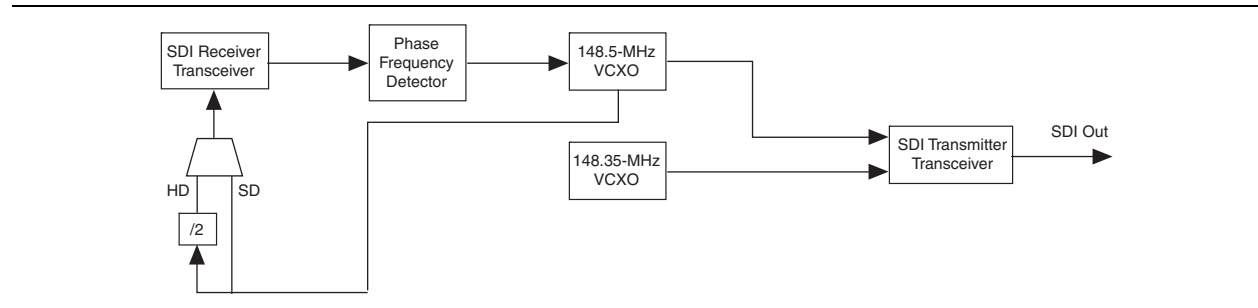 SDI Receiver
Transceiver
Phase
Frequency
Detector
148.5-MHz
VCXO
148.35-MHz
VCXO
SDI Transmitter
Transceiver
SDI Out
HD
SD
/2